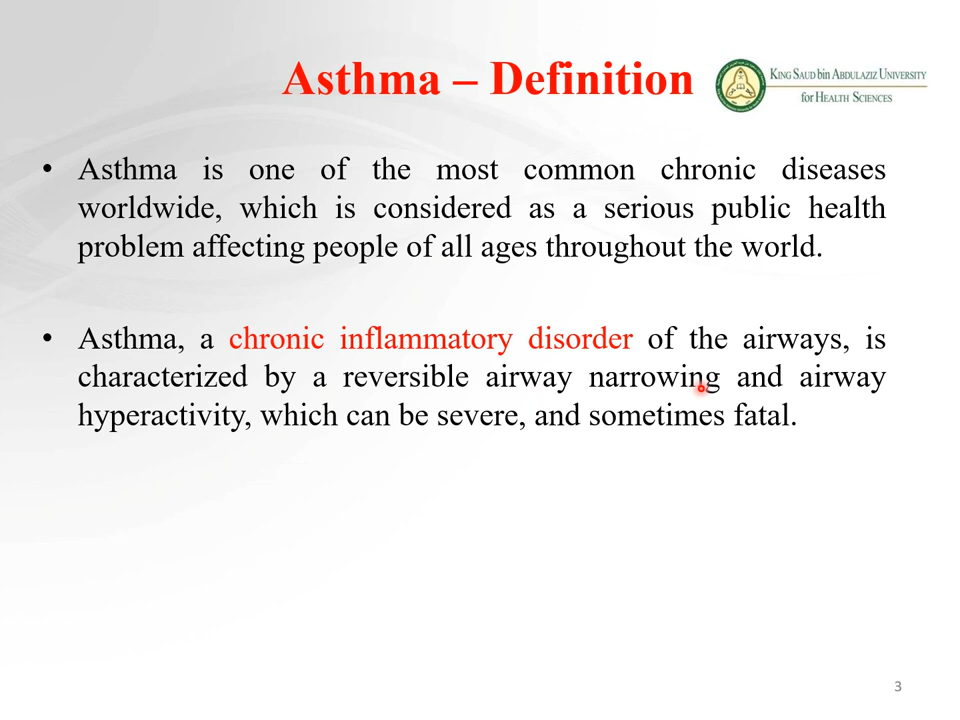 Asthma – Definition
KING SAUD bin ABDULAZIZ UNIVERSITY
for HEALTH SCIENCES
• Asthma is one of the most common chronic diseases
worldwide, which is considered as a serious public health
problem affecting people of all ages throughout the world.
• Asthma, a chronic inflammatory disorder of the airways, is
characterized by a reversible airway narrowing and airway
hyperactivity, which can be severe, and sometimes fatal.
3